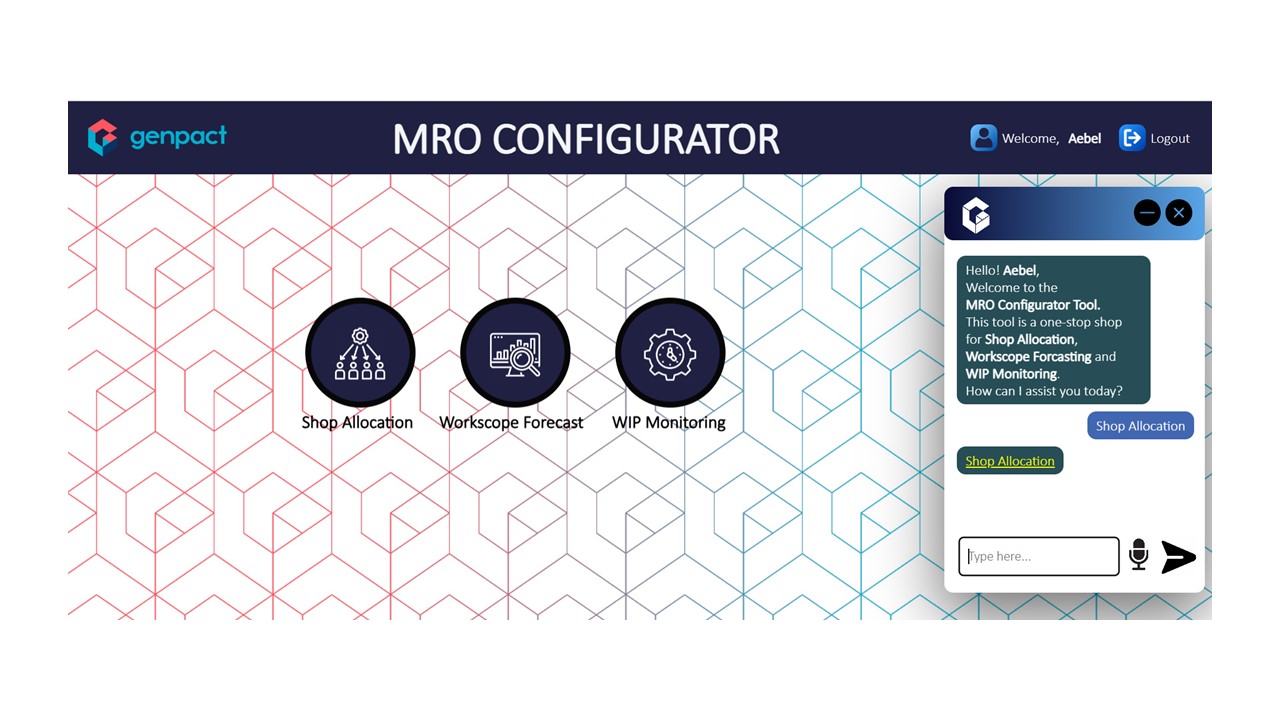 genpact
MRO CONFIGURATOR
Welcome, Aebel
Logout
Shop Allocation
Workscope Forecast
WIP Monitoring
Hello! Aebel,
Welcome to the
MRO Configurator Tool.
This tool is a one-stop shop
for Shop Allocation,
Workscope Forcasting and
WIP Monitoring.
How can I assist you today?
Shop Allocation
Shop Allocation
Type here...